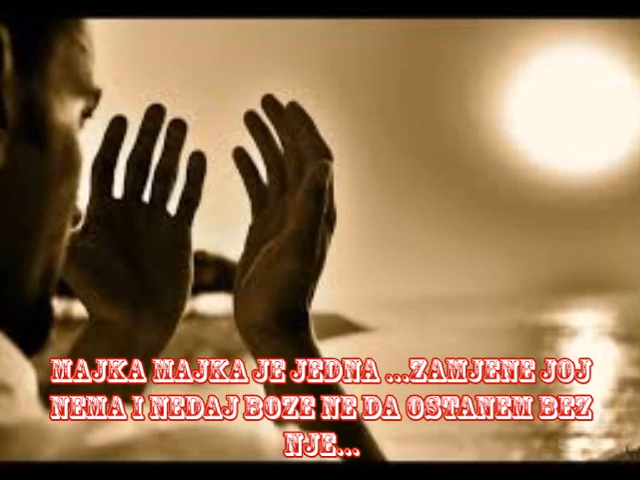 MAJKA MAJKA JE JEDNA ...ZAMJENE JOJ
NEMA I NEDAJ BOZE NE DA OSTANEM BEZ
NJE...